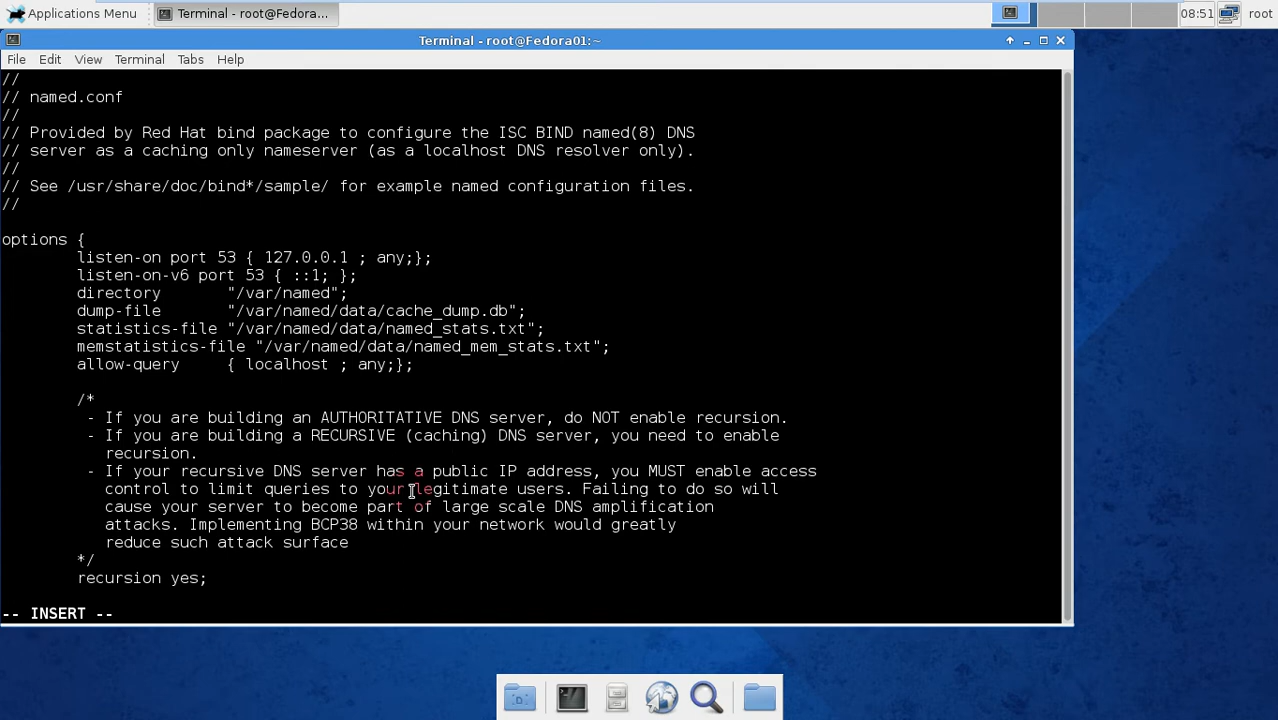 Applications Menu
Terminal - root@Fedora...
08:51
root
Terminal - root@Fedora01:~
File Edit View Terminal Tabs Help
//
// named.conf
//
// Provided by Red Hat bind package to configure the ISC BIND named(8) DNS
// server as a caching only nameserver (as a localhost DNS resolver only).
//
// See /usr/share/doc/bind*/sample/ for example named configuration files.
//
options {
listen-on port 53 { 127.0.0.1 ; any;};
listen-on-v6 port 53 { ::1; };
directory "/var/named";
dump-file "/var/named/data/cache_dump.db";
statistics-file "/var/named/data/named_stats.txt";
memstatistics-file "/var/named/data/named_mem_stats.txt";
allow-query { localhost ; any;};
/*
- If you are building an AUTHORITATIVE DNS server, do NOT enable recursion.
- If you are building a RECURSIVE (caching) DNS server, you need to enable
recursion.
- If your recursive DNS server has a public IP address, you MUST enable access
control to limit queries to your legitimate users. Failing to do so will
cause your server to become part of large scale DNS amplification
attacks. Implementing BCP38 within your network would greatly
reduce such attack surface
*/
recursion yes;
-- INSERT --